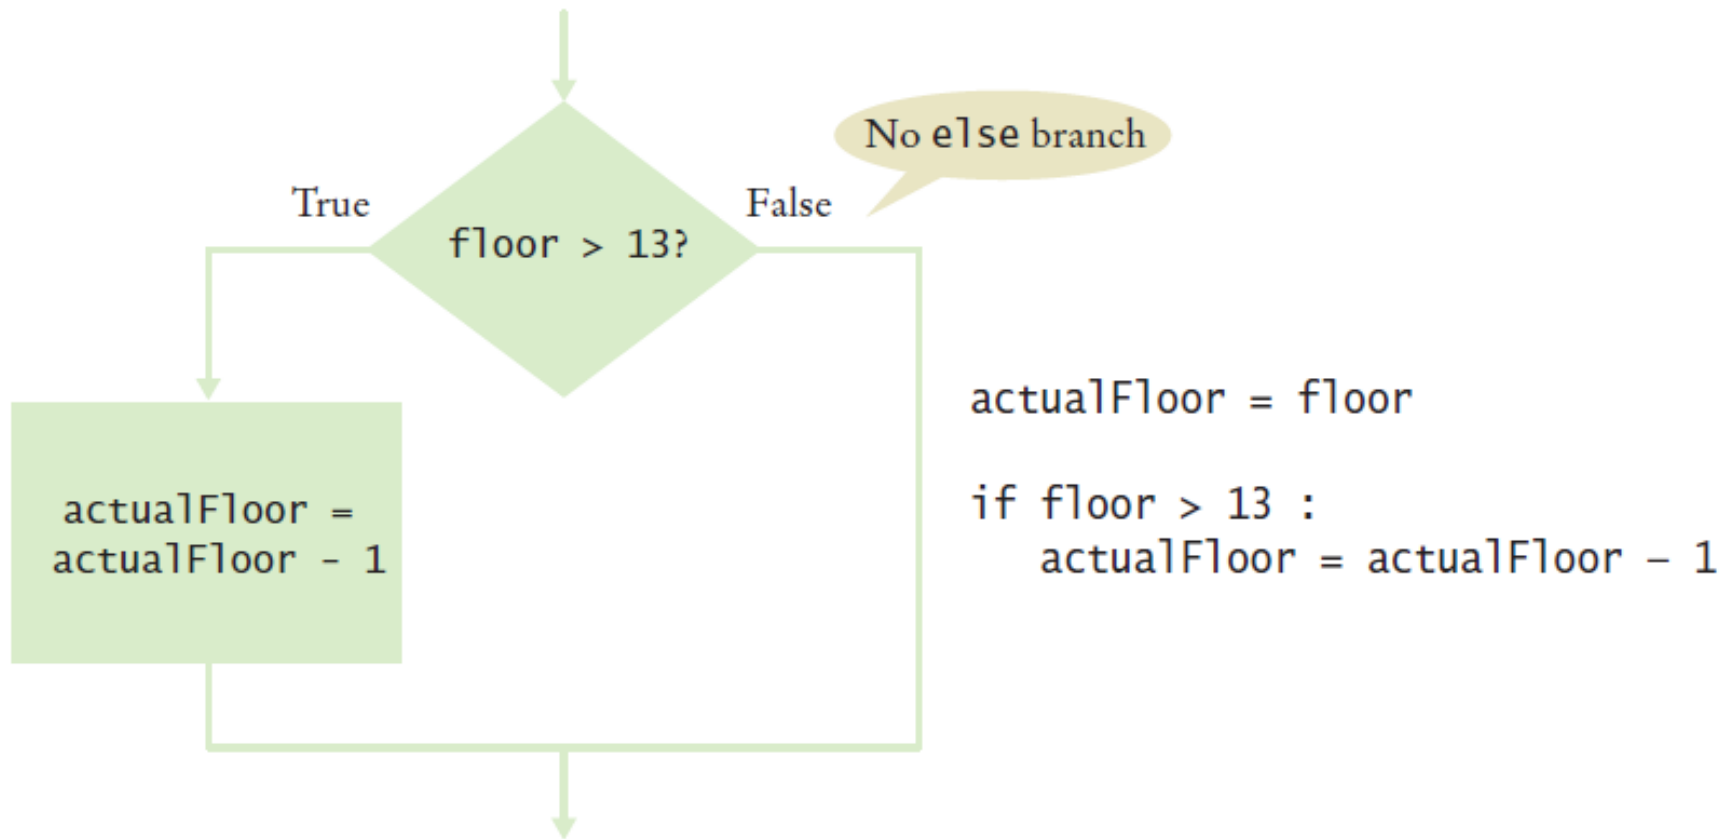 No else branch
True
False
floor > 13?
actualFloor = floor
if floor > 13 :
actualFloor = actualFloor – 1
actualFloor =
actualFloor - 1